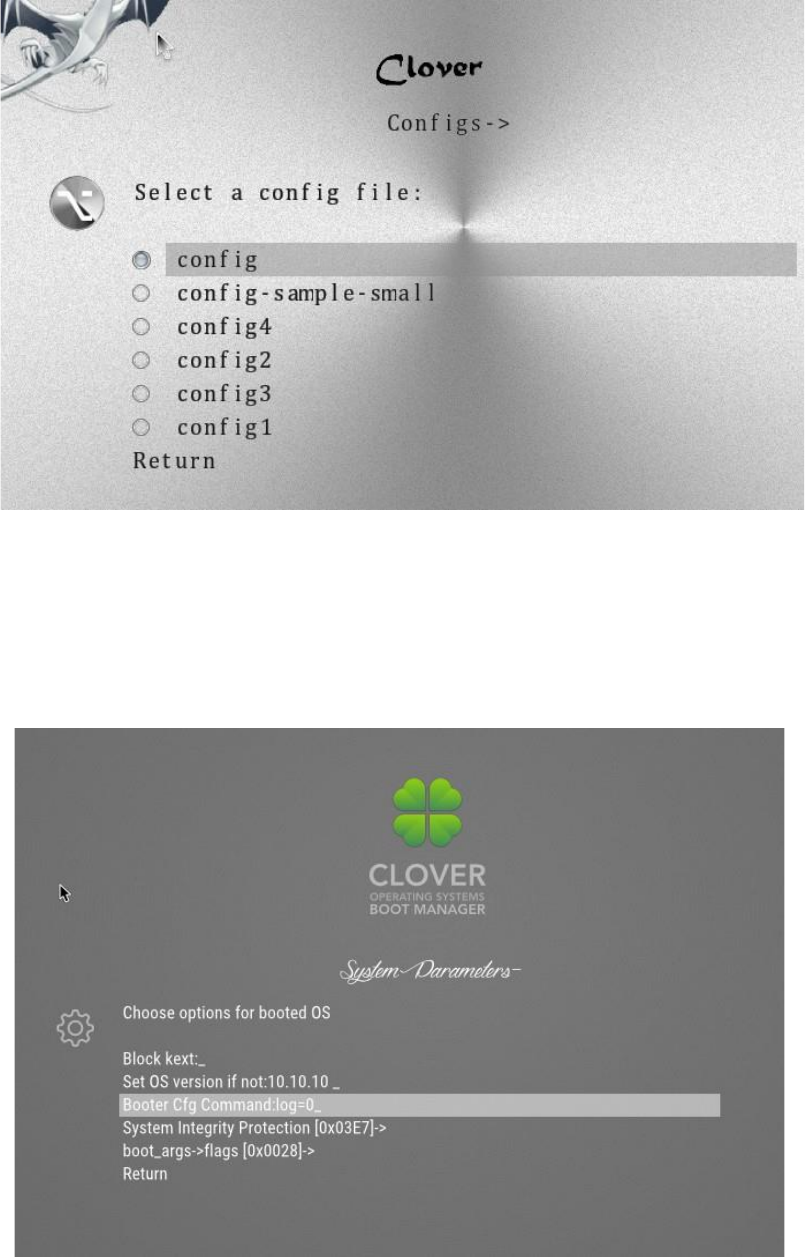 Clover
Configs->
Select a config file:
config
config-sample-small
config4
config2
config3
config1
Return
CLOVER
OPERATING SYSTEMS
BOOT MANAGER
System Parameters-
Choose options for booted OS
Block kext:_
Set OS version if not:10.10.10 _
Booter Cfg Command:log=0_
System Integrity Protection [0x03E7]->
boot_args->flags [0x0028]->
Return